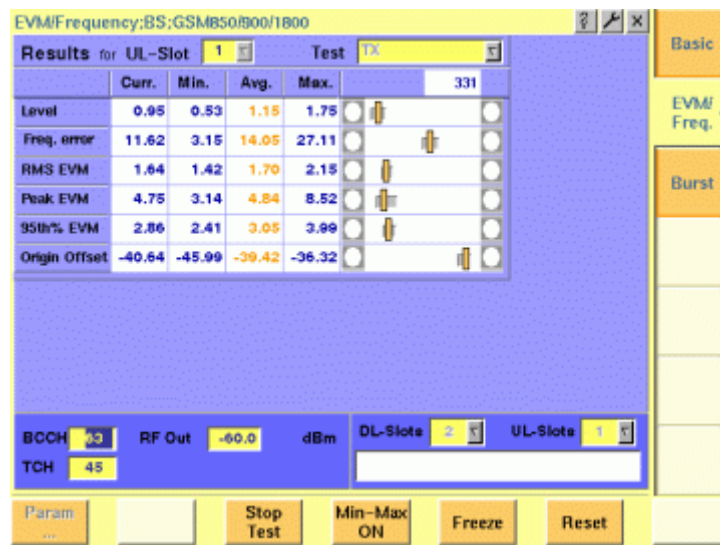 EVM/Frequency;BS;GSM850/900/1800 ?
Results for UL-Slot 1 Test TX
Curr. Min. Avg. Max. 331
Level 0.95 0.53 1.15 1.75
Freq. error 11.62 3.15 14.05 27.11
RMS EVM 1.64 1.42 1.70 2.15
Peak EVM 4.75 3.14 4.84 8.52
95th% EVM 2.86 2.41 3.05 3.99
Origin Offset -40.64 -45.99 -39.42 -36.32
Basic
EVM/
Freq.
Burst
BCCH 63 RF Out -60.0 dBm DL-Slots 2 UL-Slots 1
TCH 45
Param
...
Stop
Test
Min-Max
ON
Freeze
Reset